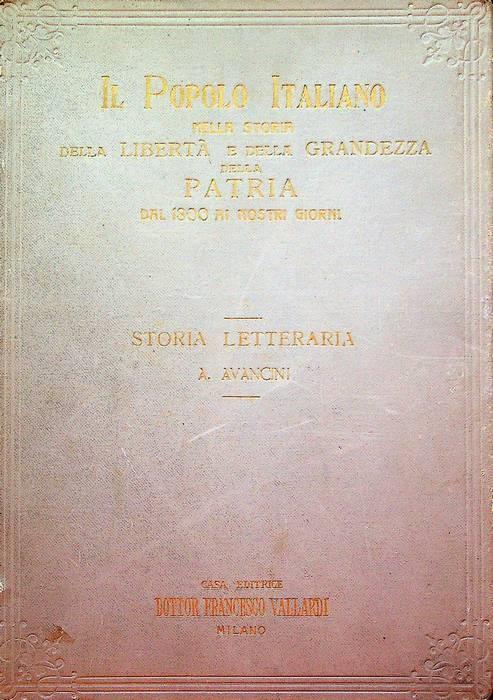 IL POPOLO ITALIANO
NELLA STORIA
DELLA LIBERTÀ E DELLA GRANDEZZA
DELLA
PATRIA
DAL 1800 AI NOSTRI GIORNI
STORIA LETTERARIA
A. AVANCINI
CASA EDITRICE
DOTTOR FRANCESCO VALLARDI
MILANO